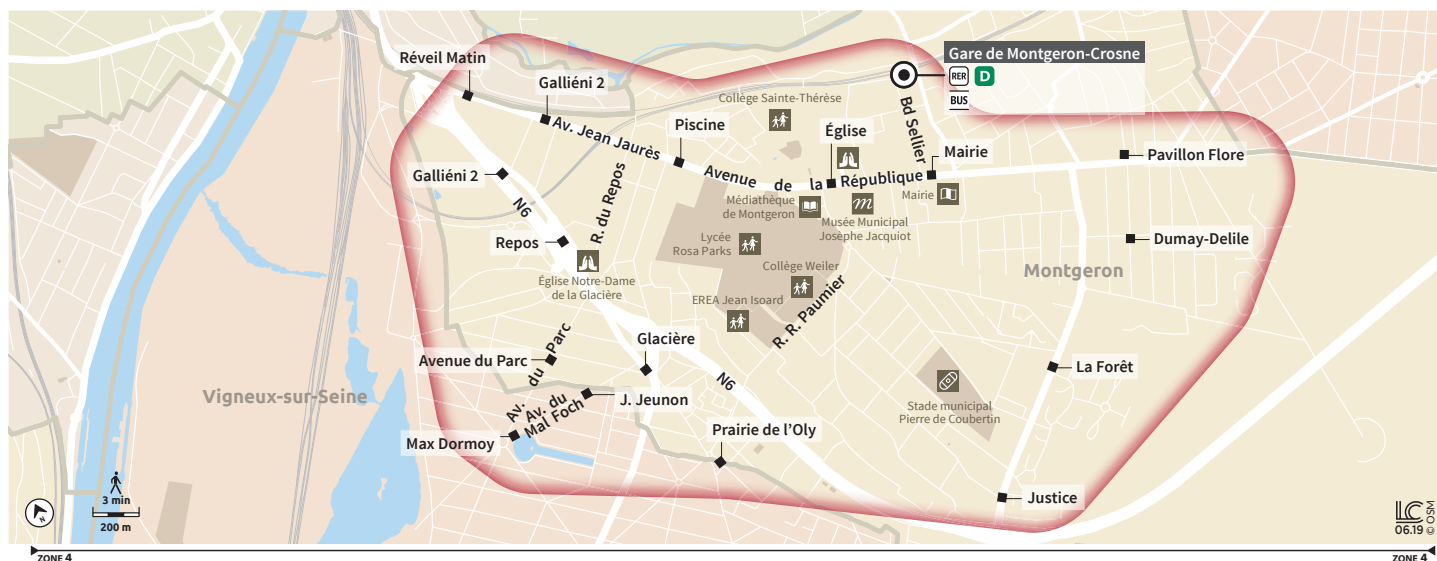 Gare de Montgeron-Crosne
RER D
BUS
Réveil Matin
Galliéni 2
Av. Jean Jaurès
Collège Sainte-Thérèse
Piscine
Église
Bd Sellier
Mairie
Pavillon Flore
Galliéni 2
N6
R. du Repos
Avenue de la République
Médiathèque
de Montgeron
Musée Municipal
Josèphe Jacquiot
Mairie
Repos
Lycée
Rosa Parks
Dumay-Delile
Église Notre-Dame
de la Glacière
Collège Weiler
Montgeron
EREA Jean Isoard
R. R. Paumier
Glacière
Avenue du Parc
Av. du Parc
La Forêt
N6
Vigneux-sur-Seine
J. Jeunon
Av. du
Mal Foch
Stade municipal
Pierre de Coubertin
Max Dormoy
Prairie de l'Oly
Justice
N
3 min
200 m
LC
06.19
© OSM
ZONE 4
ZONE 4